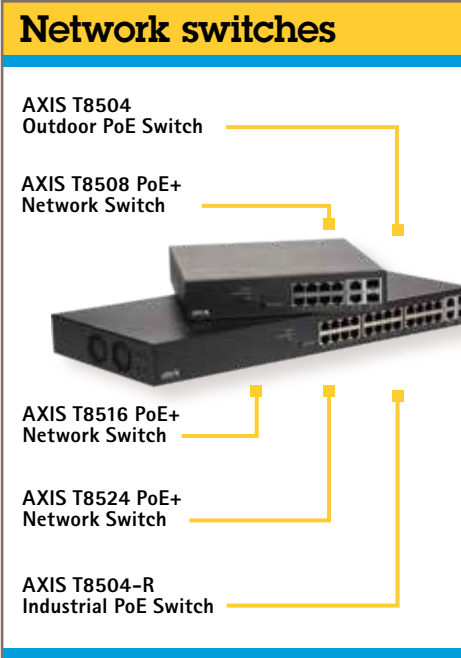 Network switches
AXIS T8504
Outdoor PoE Switch
AXIS T8508 PoE+
Network Switch
AXIS T8516 PoE+
Network Switch
AXIS T8524 PoE+
Network Switch
AXIS T8504-R
Industrial PoE Switch